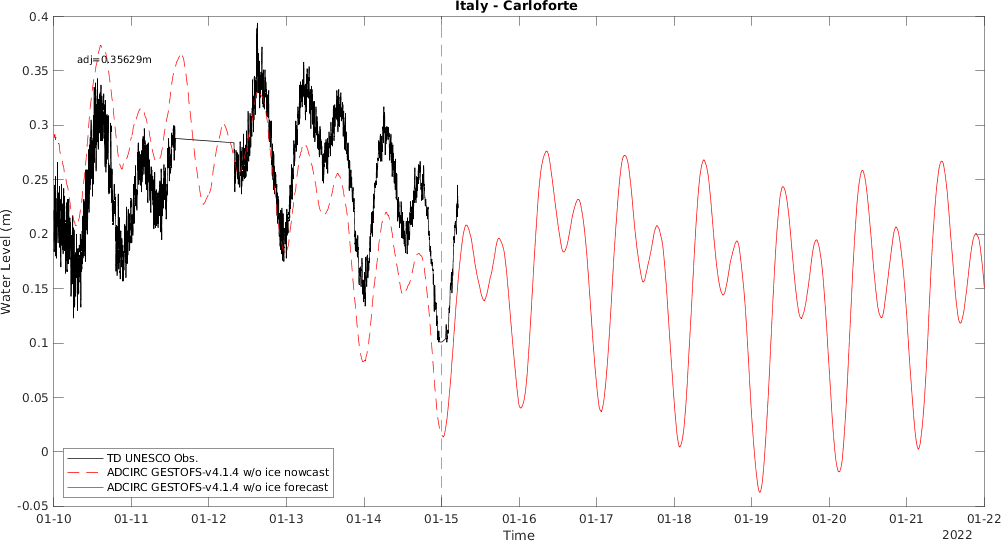 Italy - Carloforte
adj=0.35629m
Water Level (m)
0.4
0.35
0.3
0.25
0.2
0.15
0.1
0.05
0
-0.05
TD UNESCO Obs.
ADCIRC GESTOFS-v4.1.4 w/o ice nowcast
ADCIRC GESTOFS-v4.1.4 w/o ice forecast
01-10 01-11 01-12 01-13 01-14 01-15 01-16 01-17 01-18 01-19 01-20 01-21 01-22
Time
2022